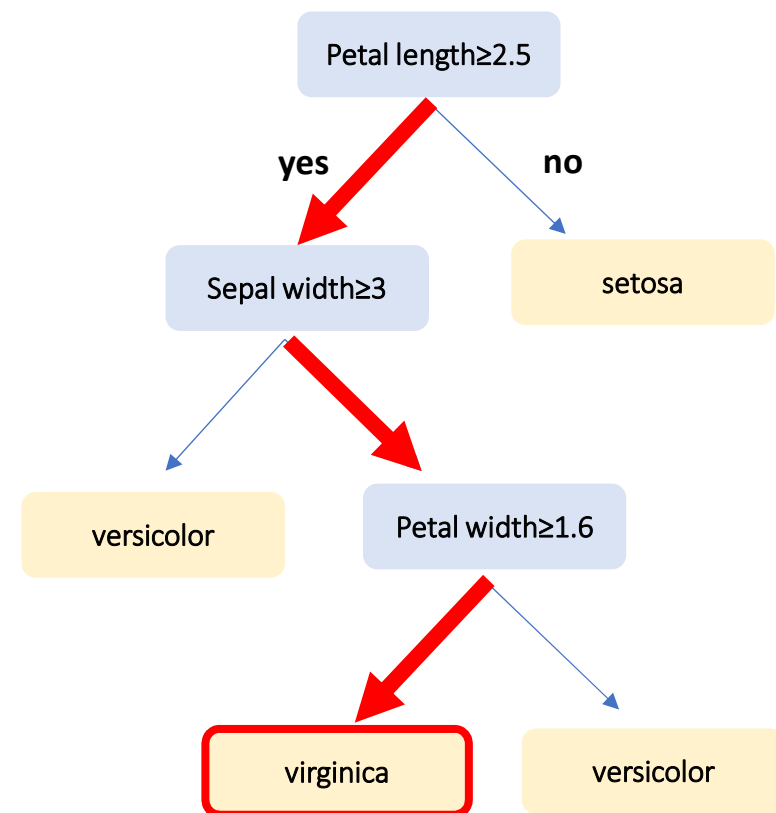 Petal length≥2.5
yes
no
Sepal width≥3
setosa
versicolor
Petal width≥1.6
virginica
versicolor